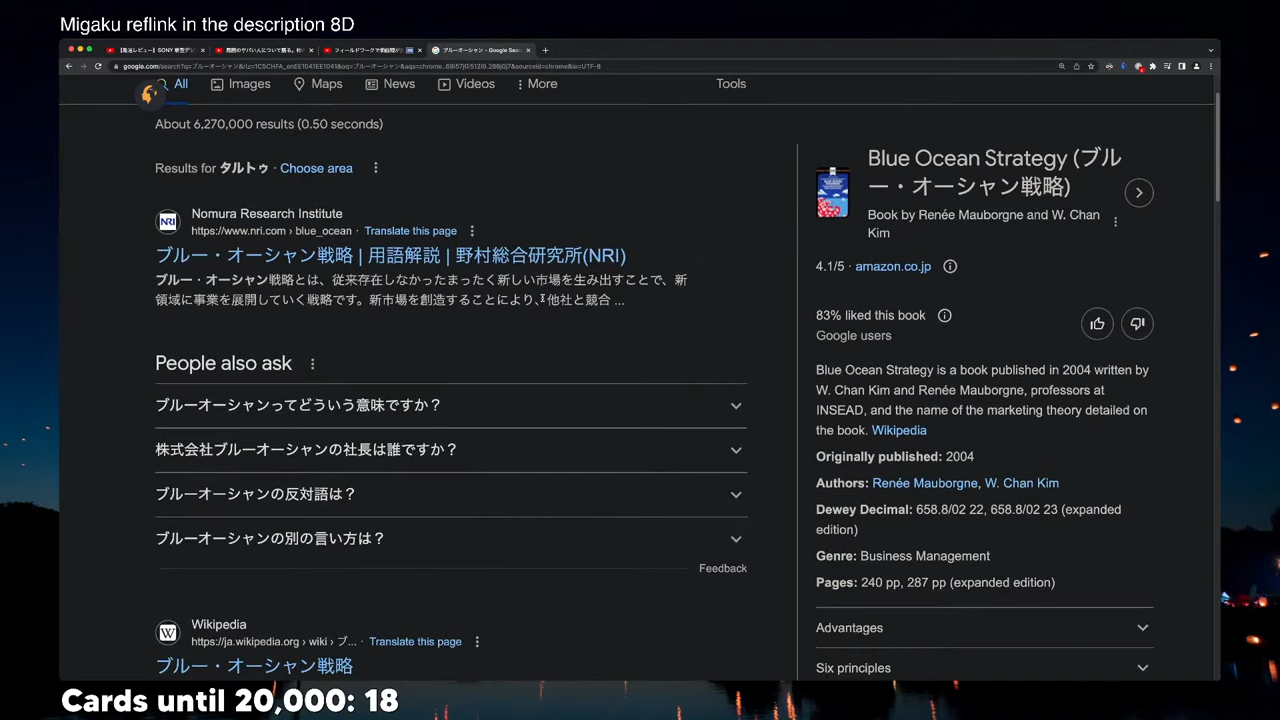 Migaku reflink in the description 8D
ブルーオーシャン - Google Sea
All
Images
Maps
News
Videos
More
Tools
About 6,270,000 results (0.50 seconds)
Results for タルトゥ · Choose area
Nomura Research Institute
https://www.nri.com › blue_ocean Translate this page
ブルー・オーシャン戦略 | 用語解説 | 野村総合研究所(NRI)
ブルー・オーシャン戦略とは、従来存在しなかったまったく新しい市場を生み出すことで、新
領域に事業を展開していく戦略です。新市場を創造することにより、他社と競合 ...
People also ask
ブルーオーシャンってどういう意味ですか？
株式会社ブルーオーシャンの社長は誰ですか？
ブルーオーシャンの反対語は？
ブルーオーシャンの別の言い方は？
Feedback
Wikipedia
https://ja.wikipedia.org › wiki › ブ... Translate this page
ブルー・オーシャン戦略
Blue Ocean Strategy (ブル
ー・オーシャン戦略)
Book by Renée Mauborgne and W. Chan
Kim
4.1/5 · amazon.co.jp
83% liked this book
Google users
Blue Ocean Strategy is a book published in 2004 written by
W. Chan Kim and Renée Mauborgne, professors at
INSEAD, and the name of the marketing theory detailed on
the book. Wikipedia
Originally published: 2004
Authors: Renée Mauborgne, W. Chan Kim
Dewey Decimal: 658.8/02 22, 658.8/02 23 (expanded
edition)
Genre: Business Management
Pages: 240 pp, 287 pp (expanded edition)
Advantages
Six principles
Cards until 20,000: 18